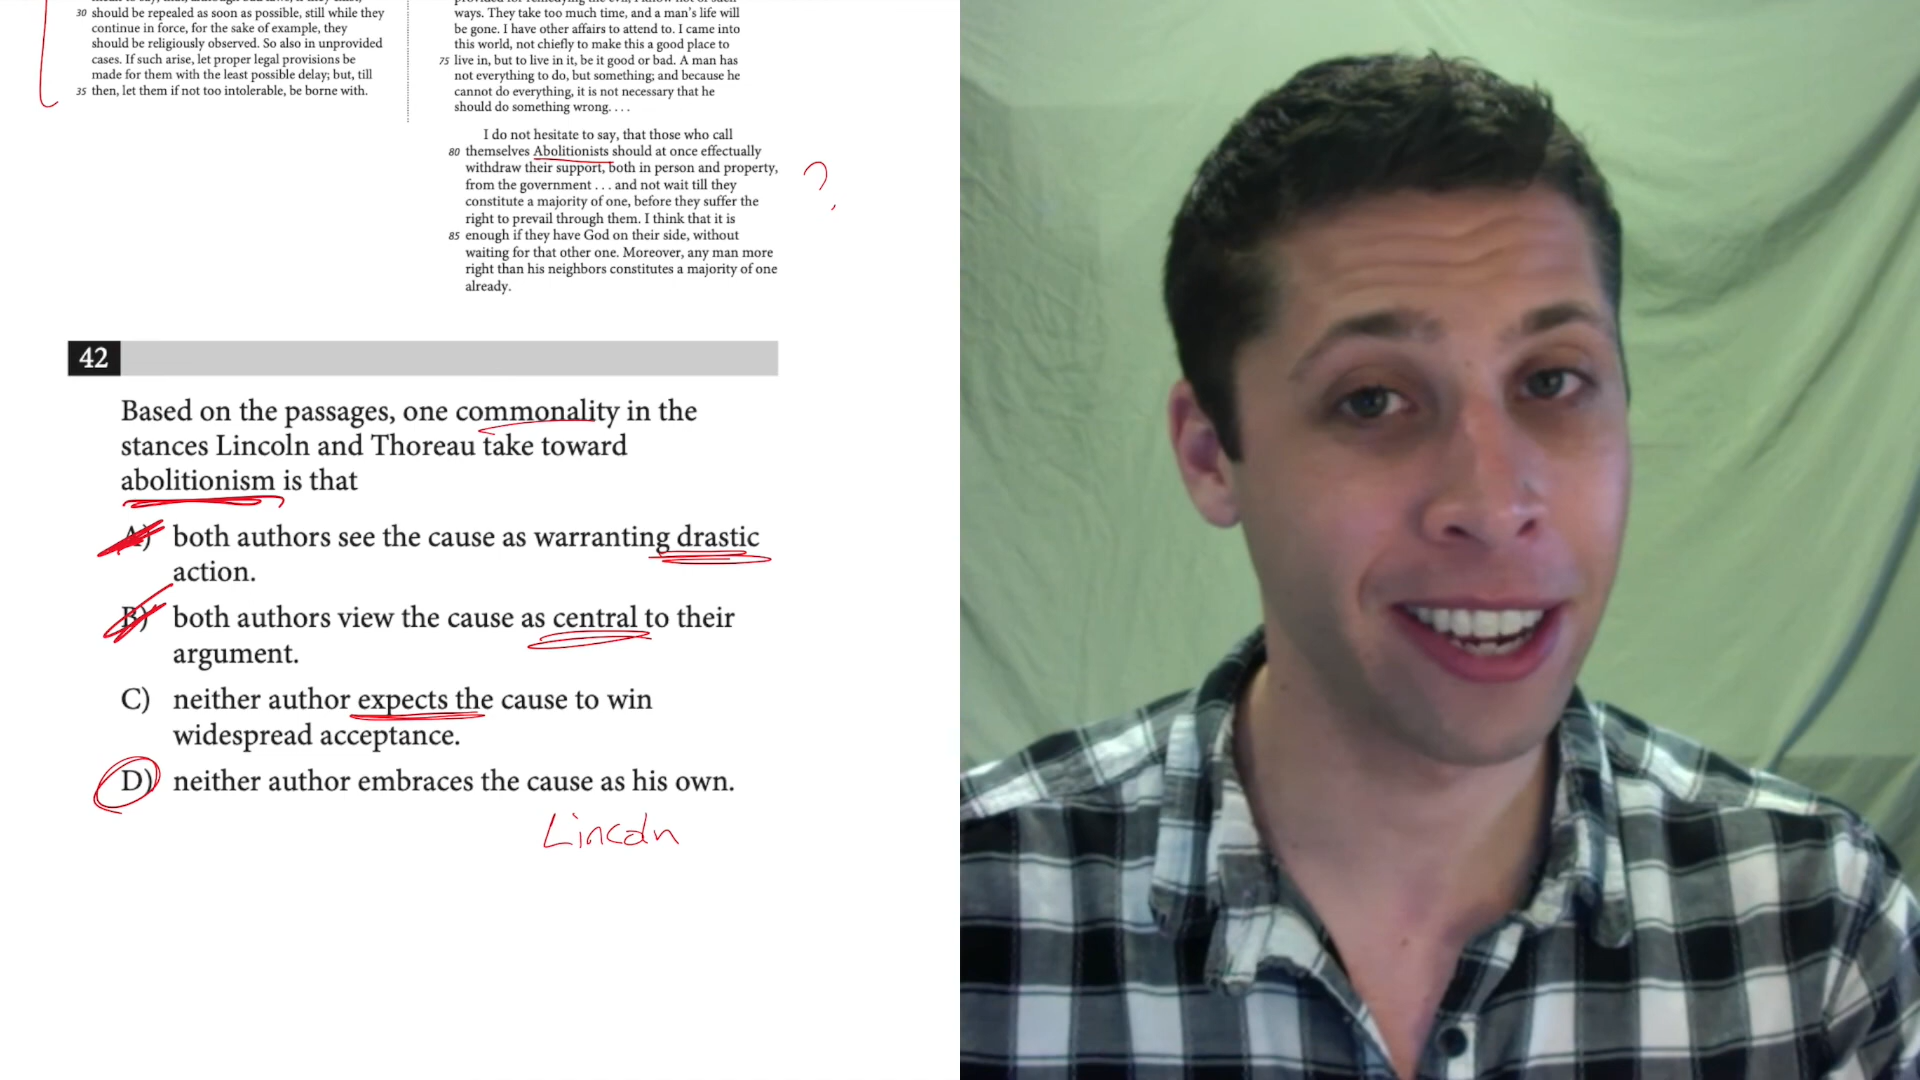 30 should be repealed as soon as possible, still while they
continue in force, for the sake of example, they
should be religiously observed. So also in unprovided
cases. If such arise, let proper legal provisions be
made for them with the least possible delay; but, till
35 then, let them if not too intolerable, be borne with.
ways. They take too much time, and a man's life will
be gone. I have other affairs to attend to. I came into
this world, not chiefly to make this a good place to
75 live in, but to live in it, be it good or bad. A man has
not everything to do, but something; and because he
cannot do everything, it is not necessary that he
should do something wrong. . . .
I do not hesitate to say, that those who call
80 themselves Abolitionists should at once effectually
withdraw their support, both in person and property,
from the government . . . and not wait till they
constitute a majority of one, before they suffer the
right to prevail through them. I think that it is
85 enough if they have God on their side, without
waiting for that other one. Moreover, any man more
right than his neighbors constitutes a majority of one
already.
?
42
Based on the passages, one commonality in the
stances Lincoln and Thoreau take toward
abolitionism is that
A) both authors see the cause as warranting drastic
action.
B) both authors view the cause as central to their
argument.
C) neither author expects the cause to win
widespread acceptance.
D) neither author embraces the cause as his own.
Lincoln